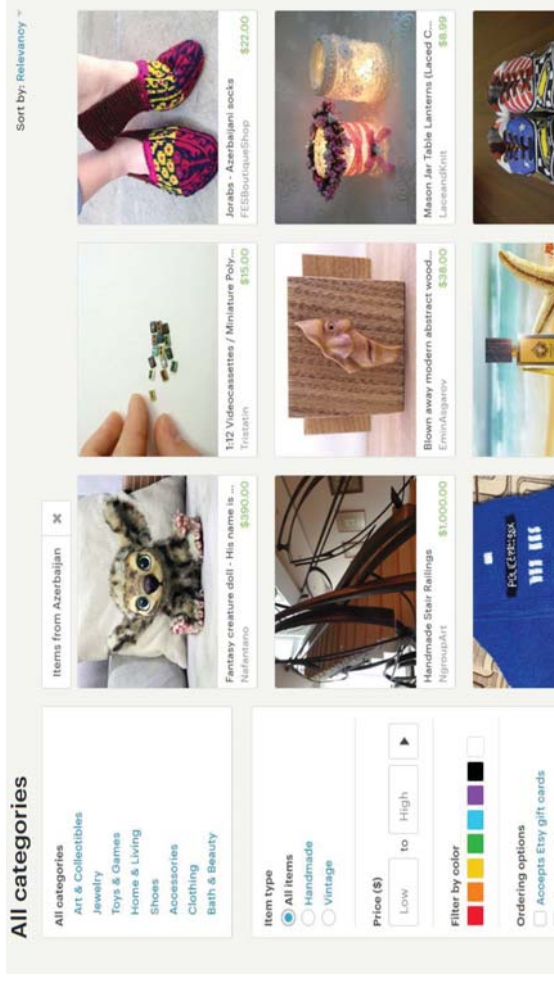 All categories
Sort by: Relevancy
All categories
Art & Collectibles
Jewelry
Toys & Games
Home & Living
Shoes
Accessories
Clothing
Bath & Beauty
Item type
All items
Handmade
Vintage
Price ($)
Low to High
Filter by color
Ordering options
Accepts Etsy gift cards
Items from Azerbaijan
Fantasy creature doll - His name is ...
Nafantano $390.00
1:12 Videocassettes / Miniature Poly...
Tristatin $15.00
Jorabs - Azerbaijani socks
FESBoutiqueShop $22.00
Handmade Stair Railings
NgroupArt $1,000.00
Blown away modern abstract wood...
EminAsgarov $38.00
Mason Jar Table Lanterns (Laced C...
LaceandKnit $8.99